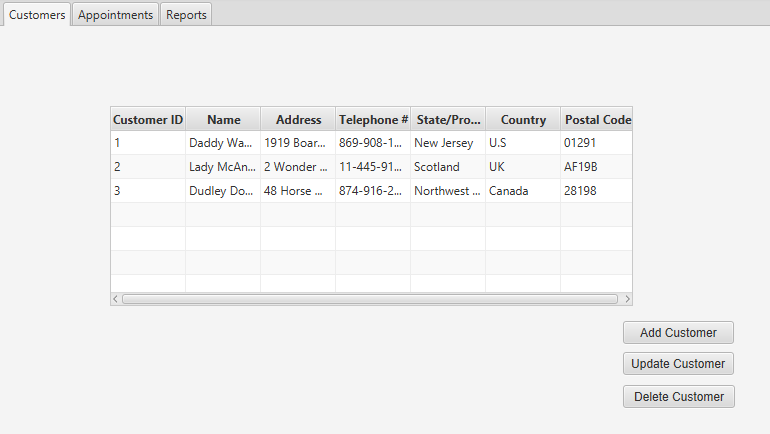 Customers Appointments Reports
Customer ID Name Address Telephone # State/Pro... Country Postal Code
1 Daddy Wa... 1919 Boar... 869-908-1... New Jersey U.S 01291
2 Lady McAn... 2 Wonder ... 11-445-91... Scotland UK AF19B
3 Dudley Do... 48 Horse ... 874-916-2... Northwest ... Canada 28198
Add Customer
Update Customer
Delete Customer